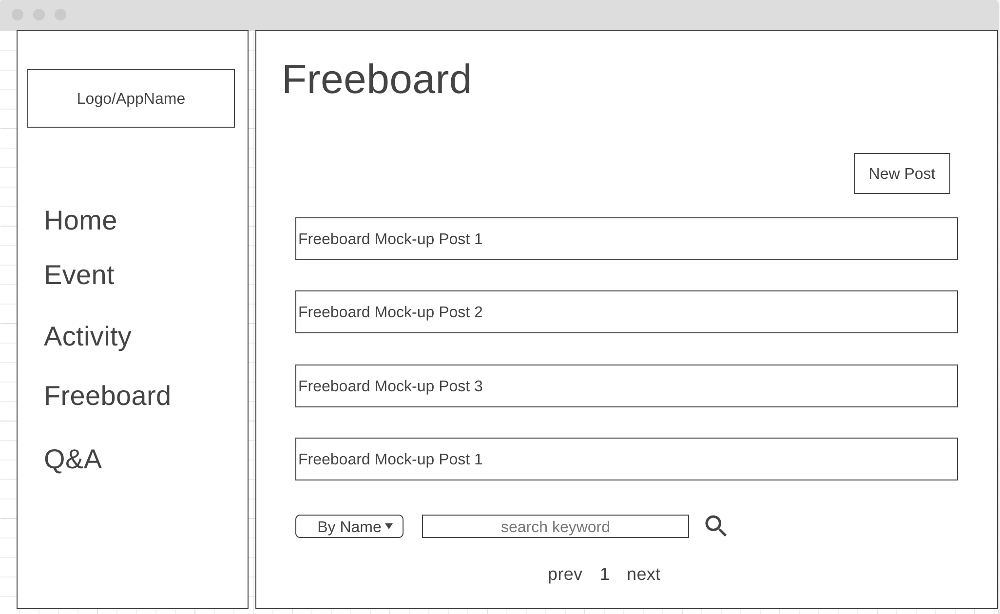 Logo/AppName
Home
Event
Activity
Freeboard
Q&A
Freeboard
New Post
Freeboard Mock-up Post 1
Freeboard Mock-up Post 2
Freeboard Mock-up Post 3
Freeboard Mock-up Post 1
By Name
search keyword
prev 1 next